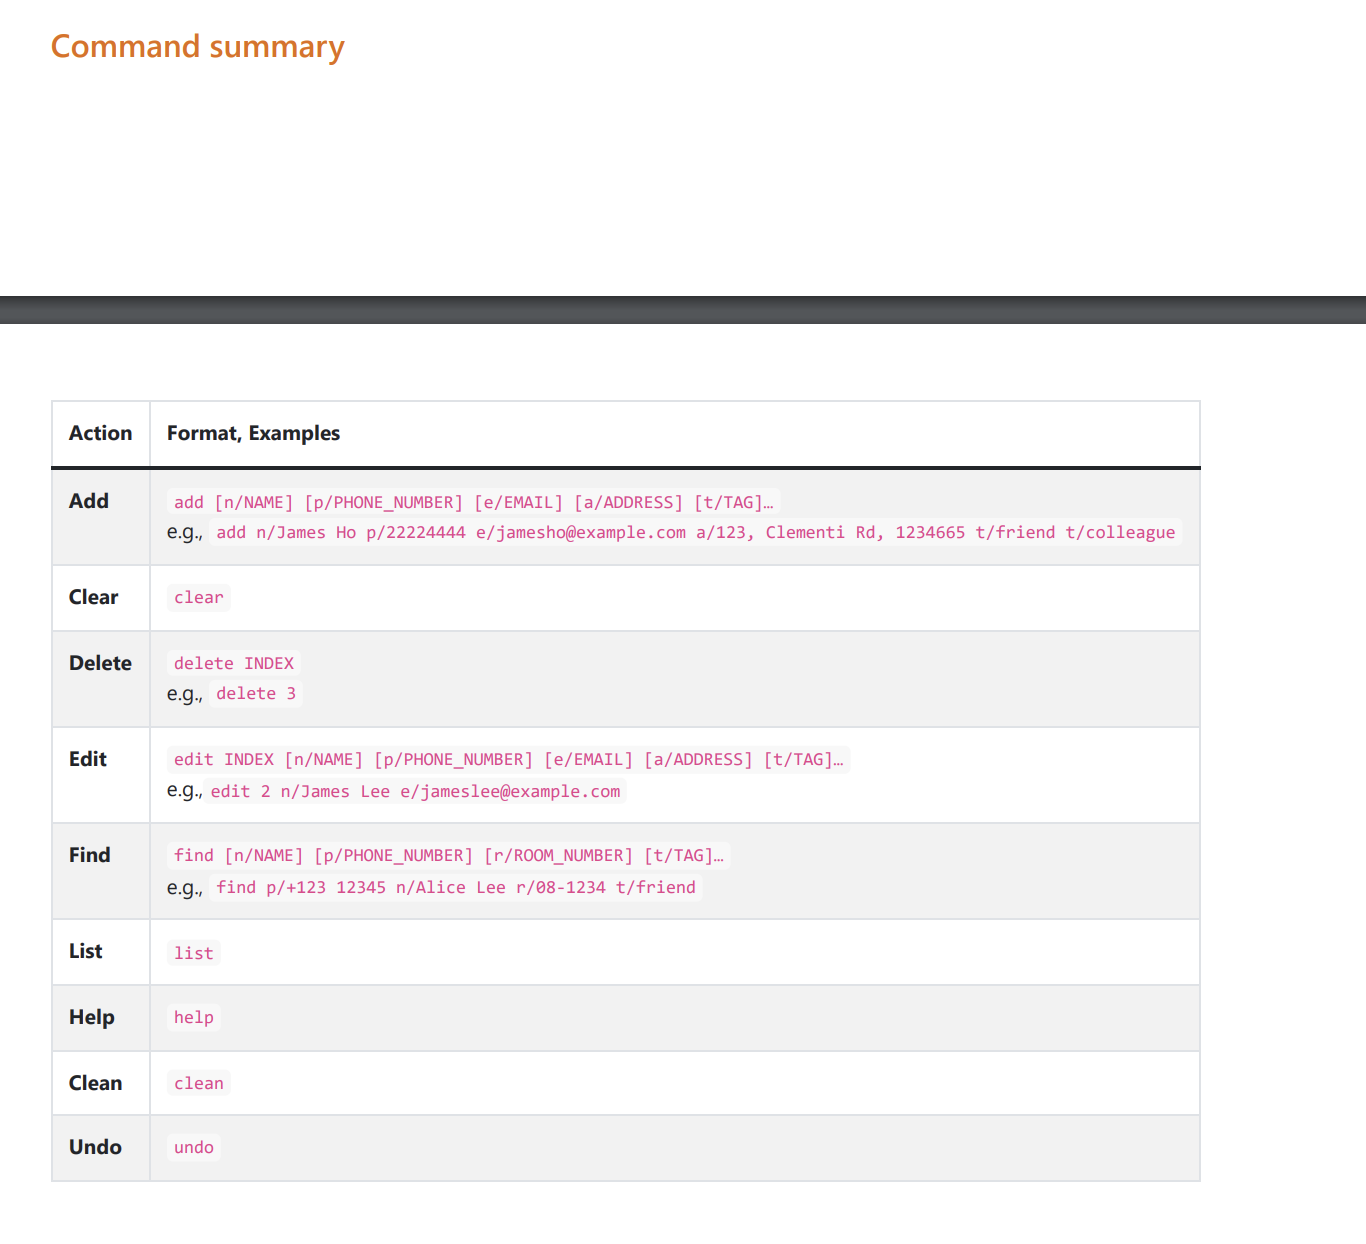 Command summary
Action Format, Examples
Add add [n/NAME] [p/PHONE_NUMBER] [e/EMAIL] [a/ADDRESS] [t/TAG]…
e.g., add n/James Ho p/22224444 e/jamesho@example.com a/123, Clementi Rd, 1234665 t/friend t/colleague
Clear clear
Delete delete INDEX
e.g., delete 3
Edit edit INDEX [n/NAME] [p/PHONE_NUMBER] [e/EMAIL] [a/ADDRESS] [t/TAG]…
e.g., edit 2 n/James Lee e/jameslee@example.com
Find find [n/NAME] [p/PHONE_NUMBER] [r/ROOM_NUMBER] [t/TAG]…
e.g., find p/+123 12345 n/Alice Lee r/08-1234 t/friend
List list
Help help
Clean clean
Undo undo